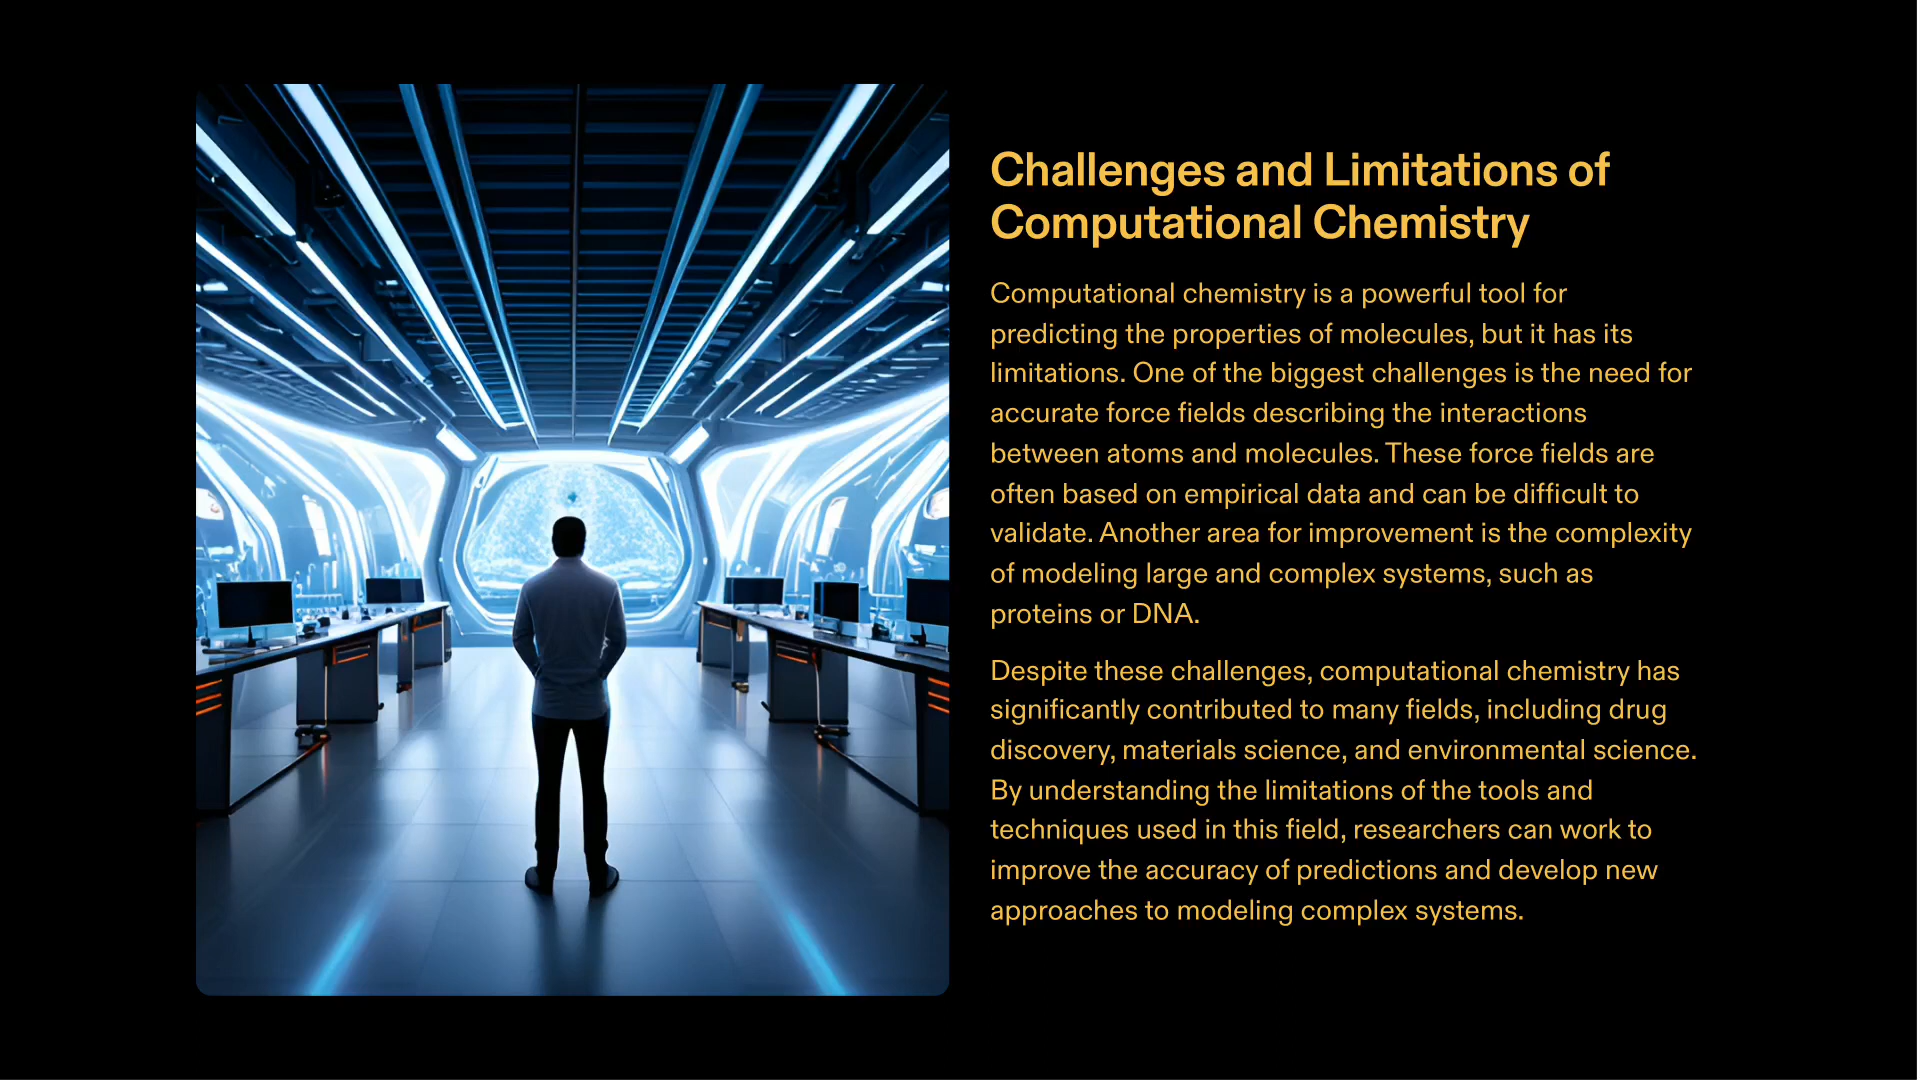 Challenges and Limitations of
Computational Chemistry
Computational chemistry is a powerful tool for
predicting the properties of molecules, but it has its
limitations. One of the biggest challenges is the need for
accurate force fields describing the interactions
between atoms and molecules. These force fields are
often based on empirical data and can be difficult to
validate. Another area for improvement is the complexity
of modeling large and complex systems, such as
proteins or DNA.
Despite these challenges, computational chemistry has
significantly contributed to many fields, including drug
discovery, materials science, and environmental science.
By understanding the limitations of the tools and
techniques used in this field, researchers can work to
improve the accuracy of predictions and develop new
approaches to modeling complex systems.